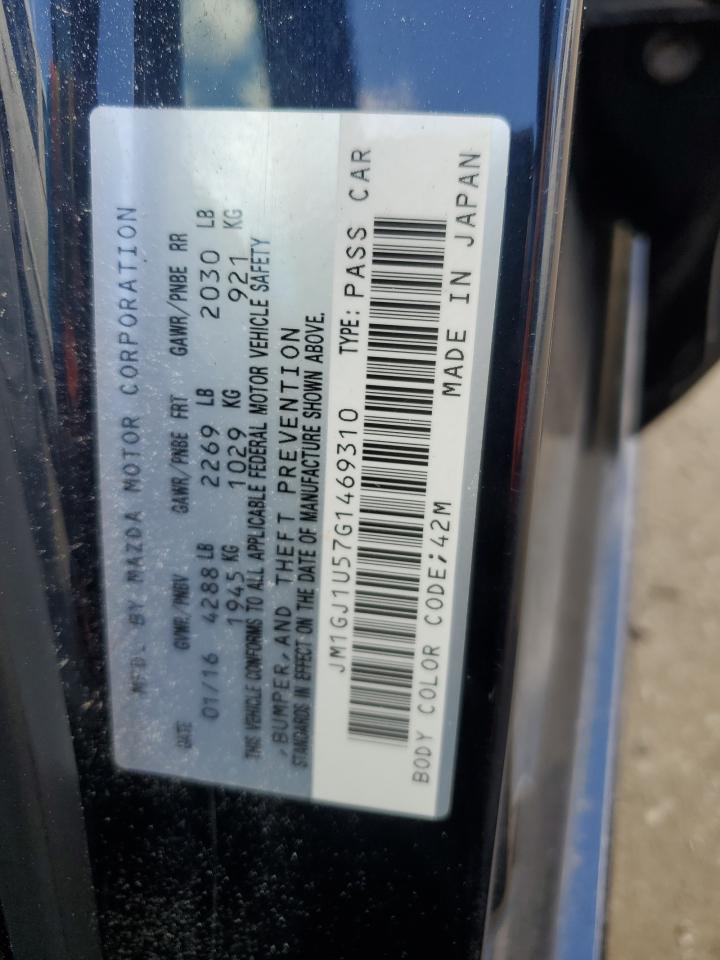 MFD. BY MAZDA MOTOR CORPORATION
DATE GVWR/PNBV GAWR/PNBE FRT GAWR/PNBE RR
01/16 4288 LB 2269 LB 2030 LB
1945 KG 1029 KG 921 KG
THIS VEHICLE CONFORMS TO ALL APPLICABLE FEDERAL MOTOR VEHICLE SAFETY
,BUMPER,AND THEFT PREVENTION
STANDARDS IN EFFECT ON THE DATE OF MANUFACTURE SHOWN ABOVE.
JM1GJ1U57G1469310 TYPE: PASS CAR
BODY COLOR CODE;42M MADE IN JAPAN